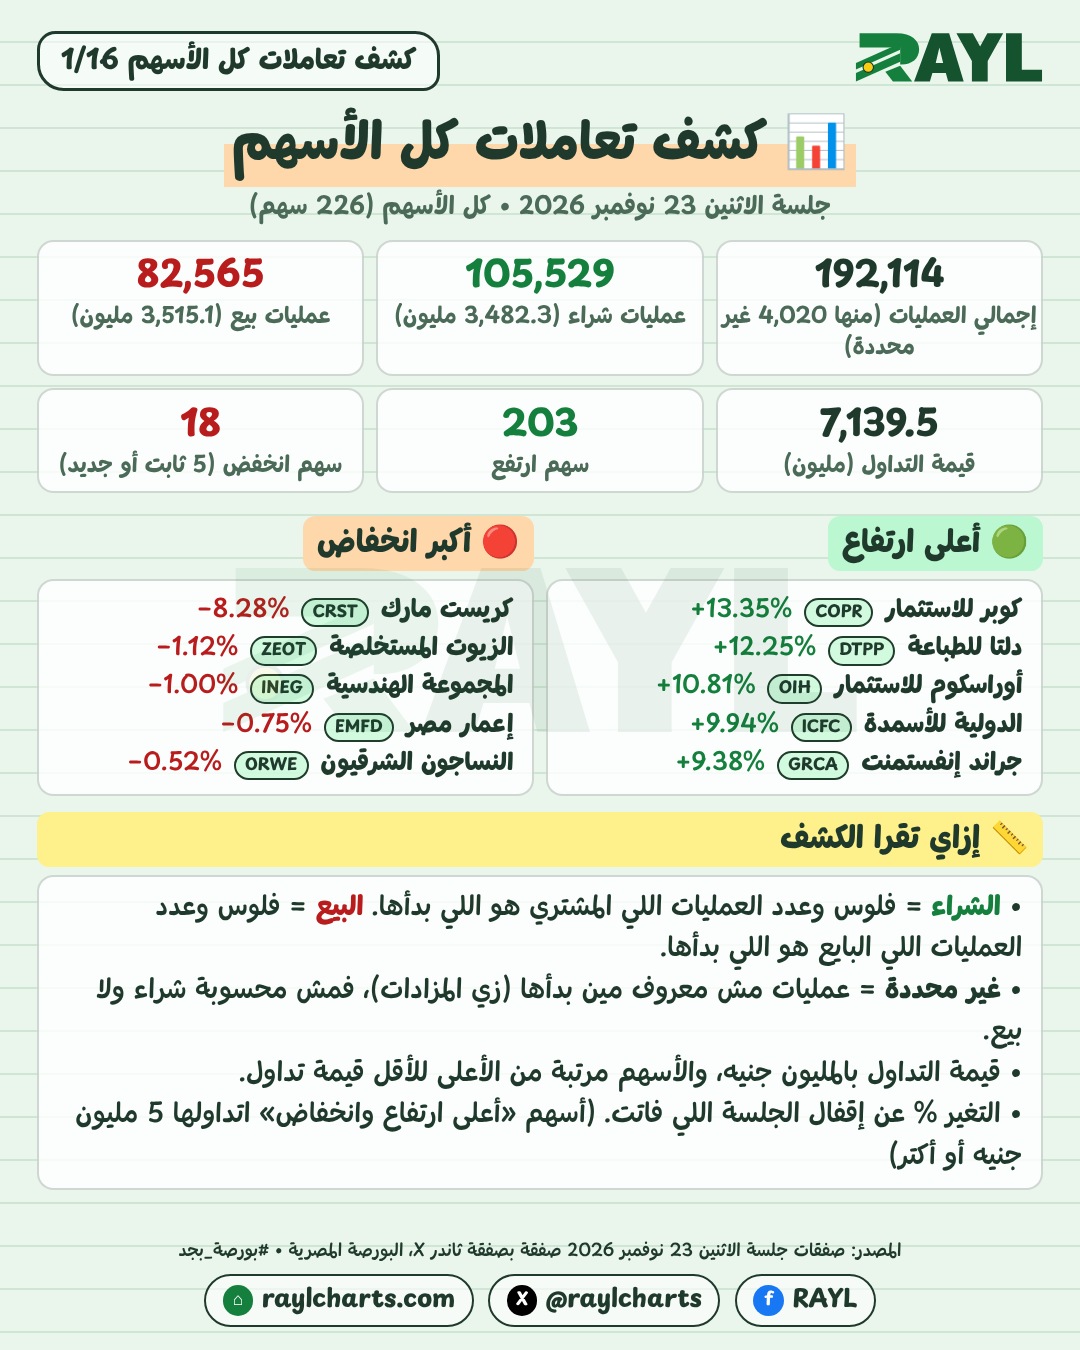 RAYL
كشف تعاملات كل الأسهم 1/16
📊 كشف تعاملات كل الأسهم
جلسة الاثنين 23 نوفمبر 2026 • كل الأسهم (226 سهم)
192,114
إجمالي العمليات (منها 4,020 غير
محددة)
105,529
عمليات شراء (3,482.3 مليون)
82,565
عمليات بيع (3,515.1 مليون)
7,139.5
قيمة التداول (مليون)
203
سهم ارتفع
18
سهم انخفض (5 ثابت أو جديد)
🟢 أعلى ارتفاع
كوبر للاستثمار COPR +13.35%
دلتا للطباعة DTPP +12.25%
أوراسكوم للاستثمار OIH +10.81%
الدولية للأسمدة ICFC +9.94%
جراند إنفستمنت GRCA +9.38%
🔴 أكبر انخفاض
كريست مارك CRST −8.28%
الزيوت المستخلصة ZEOT −1.12%
المجموعة الهندسية INEG −1.00%
إعمار مصر EMFD −0.75%
النساجون الشرقيون ORWE −0.52%
📏 إزاي تقرا الكشف
• الشراء = فلوس وعدد العمليات اللي المشتري هو اللي بدأها. البيع = فلوس وعدد
العمليات اللي البايع هو اللي بدأها.
• غير محددة = عمليات مش معروف مين بدأها (زي المزادات)، فمش محسوبة شراء ولا
بيع.
• قيمة التداول بالمليون جنيه، والأسهم مرتبة من الأعلى للأقل قيمة تداول.
• التغير % عن إقفال الجلسة اللي فاتت. (أسهم «أعلى ارتفاع وانخفاض» اتداولها 5 مليون
جنيه أو أكتر)
المصدر: صفقات جلسة الاثنين 23 نوفمبر 2026 صفقة بصفقة ثاندر X، البورصة المصرية • #بورصة_بجد
RAYL
@raylcharts
raylcharts.com